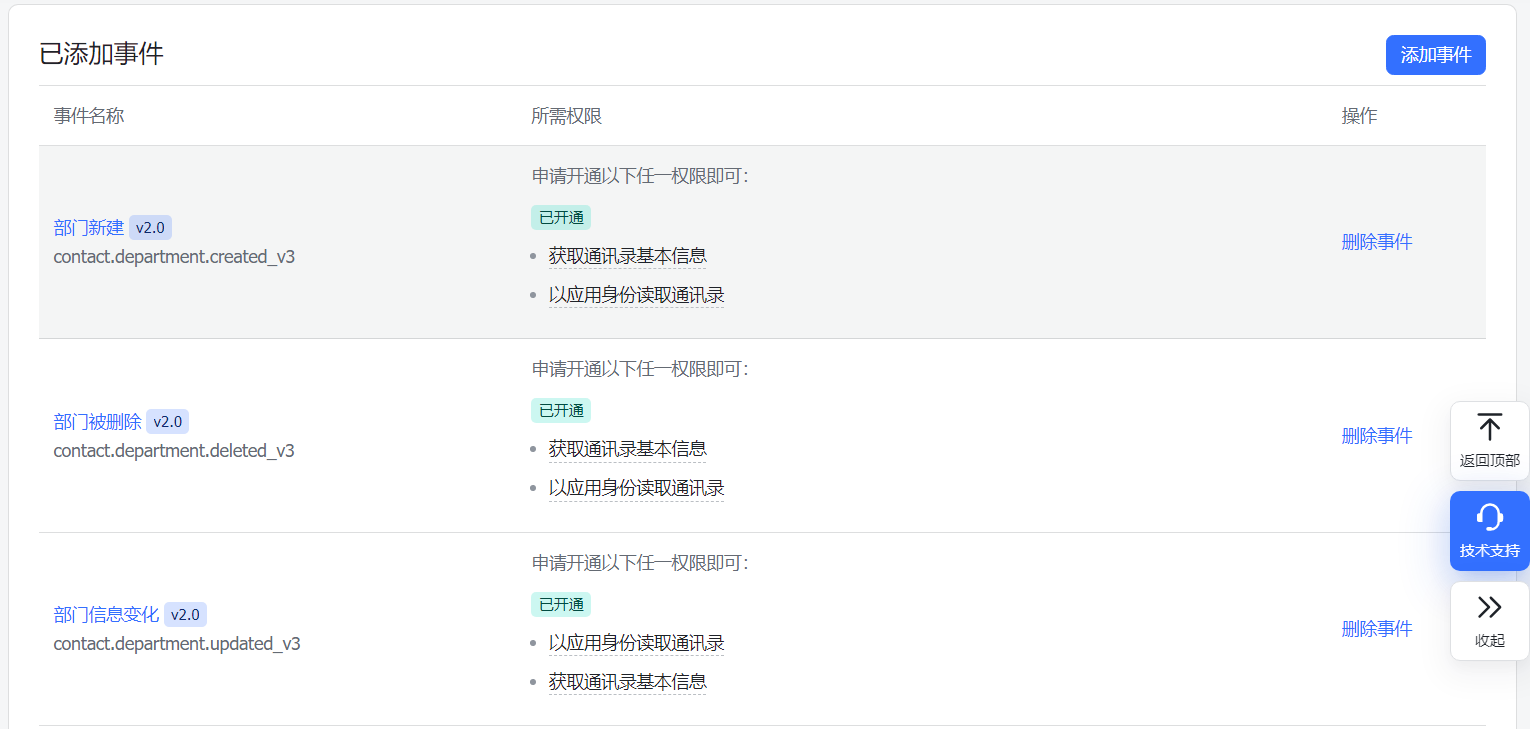 已添加事件
添加事件
事件名称 所需权限 操作
申请开通以下任一权限即可：
已开通
部门新建 v2.0
contact.department.created_v3
获取通讯录基本信息
以应用身份读取通讯录
删除事件
申请开通以下任一权限即可：
已开通
部门被删除 v2.0
contact.department.deleted_v3
获取通讯录基本信息
以应用身份读取通讯录
删除事件
返回顶部
技术支持
申请开通以下任一权限即可：
已开通
部门信息变化 v2.0
contact.department.updated_v3
以应用身份读取通讯录
获取通讯录基本信息
删除事件
收起